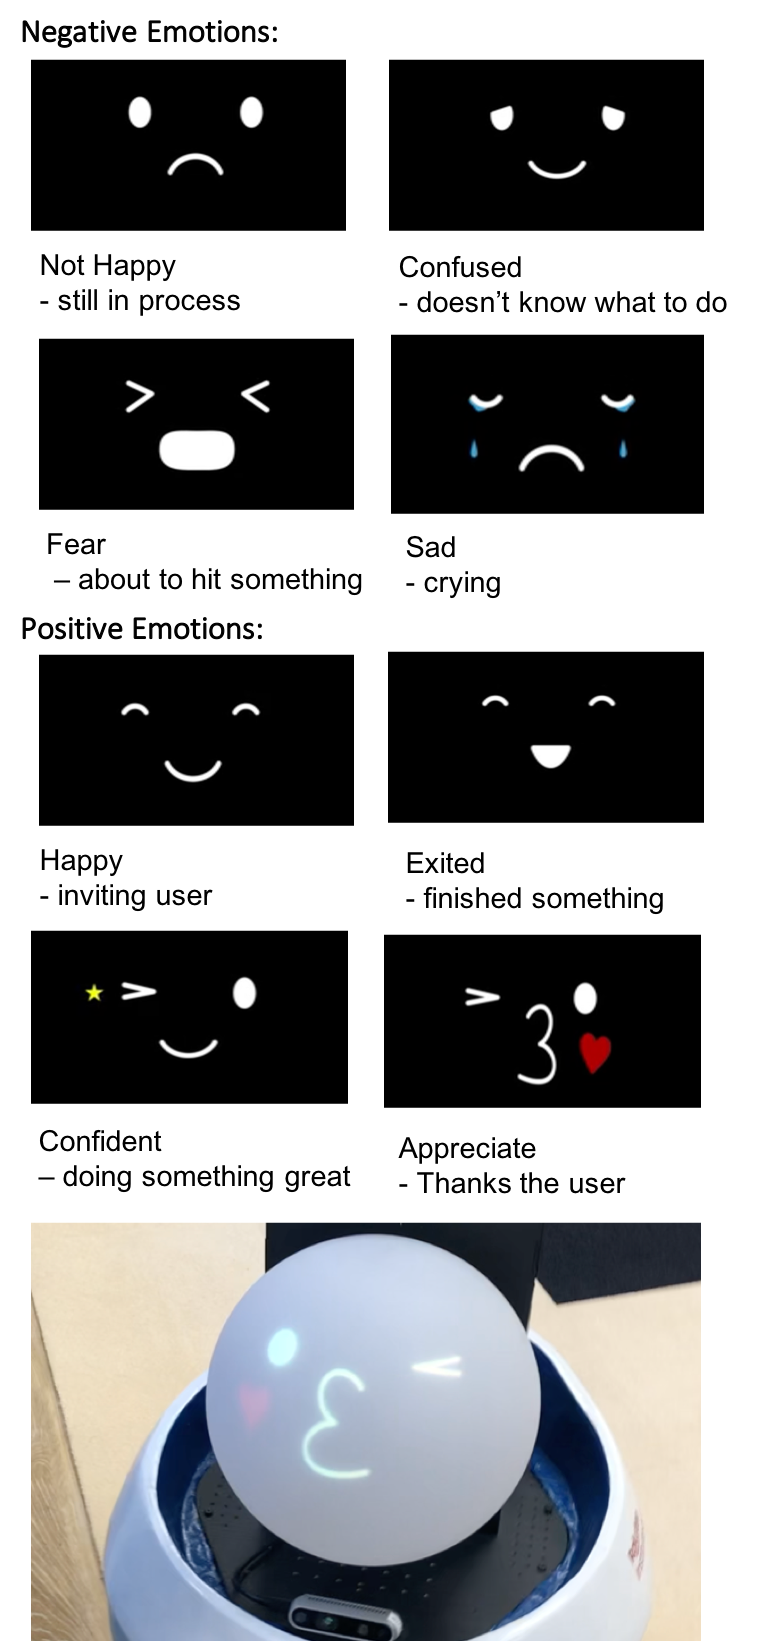 Negative Emotions:
Not Happy
- still in process
Confused
- doesn’t know what to do
Fear
– about to hit something
Sad
- crying
Positive Emotions:
Happy
- inviting user
Exited
- finished something
Confident
– doing something great
Appreciate
- Thanks the user